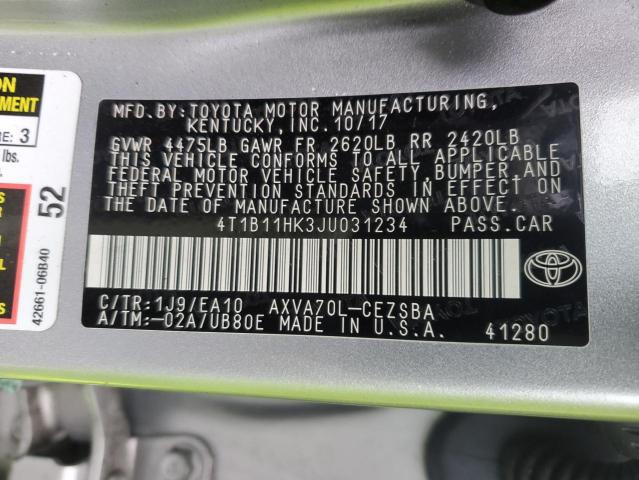 ON
MENT
RE: 3
lbs.
52
42661-06B40
MFD.BY:TOYOTA MOTOR MANUFACTURING,
KENTUCKY, INC. 10/17
GVWR 4475LB GAWR FR 2620LB RR 2420LB
THIS VEHICLE CONFORMS TO ALL APPLICABLE
FEDERAL MOTOR VEHICLE SAFETY,BUMPER,AND
THEFT PREVENTION STANDARDS IN EFFECT ON
THE DATE OF MANUFACTURE SHOWN ABOVE.
4T1B11HK3JU031234 PASS.CAR
C/TR:1J9/EA10 AXVA70L-CEZSBA
A/TM:-02A/UB80E MADE IN U.S.A. 41280